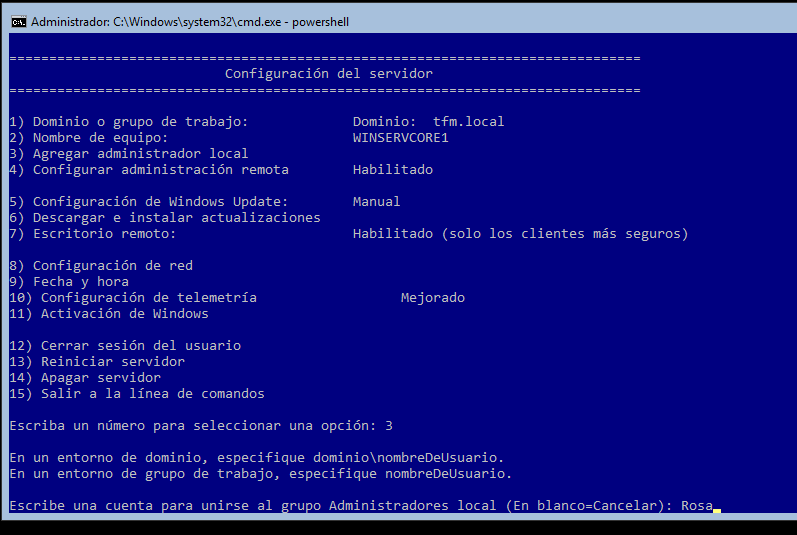 Administrador: C:\Windows\system32\cmd.exe - powershell
===============================================================================
Configuración del servidor
===============================================================================
1) Dominio o grupo de trabajo: Dominio: tfm.local
2) Nombre de equipo: WINSERVCORE1
3) Agregar administrador local
4) Configurar administración remota Habilitado
5) Configuración de Windows Update: Manual
6) Descargar e instalar actualizaciones
7) Escritorio remoto: Habilitado (solo los clientes más seguros)
8) Configuración de red
9) Fecha y hora
10) Configuración de telemetría Mejorado
11) Activación de Windows
12) Cerrar sesión del usuario
13) Reiniciar servidor
14) Apagar servidor
15) Salir a la línea de comandos
Escriba un número para seleccionar una opción: 3
En un entorno de dominio, especifique dominio\nombreDeUsuario.
En un entorno de grupo de trabajo, especifique nombreDeUsuario.
Escribe una cuenta para unirse al grupo Administradores local (En blanco=Cancelar): Rosa